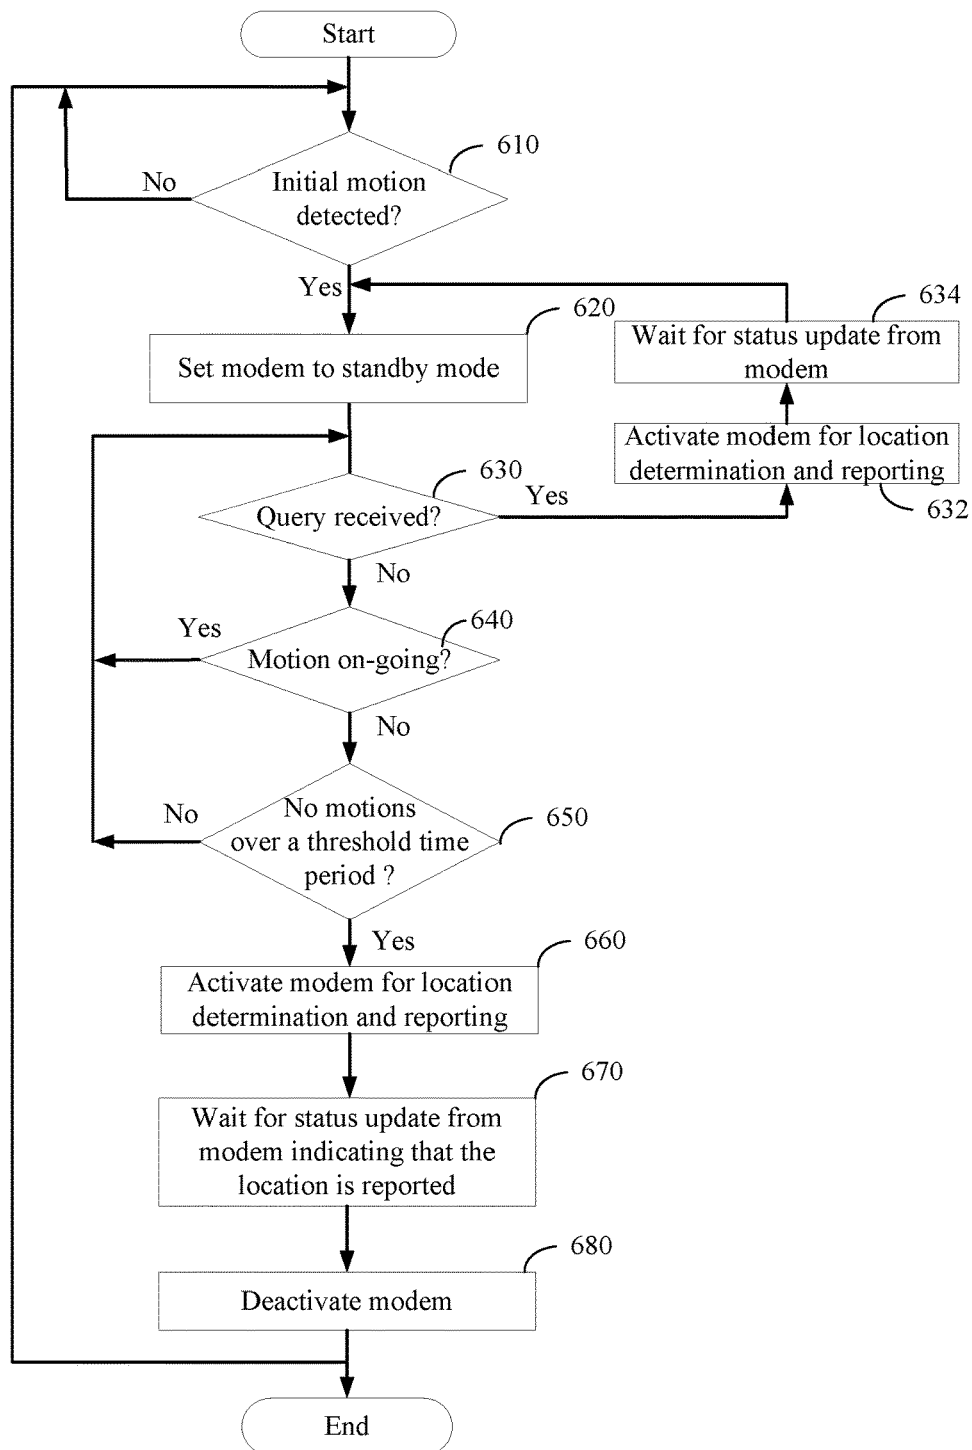 Start
610
Initial motion
detected?
No
Yes
620
Set modem to standby mode
634
Wait for status update from
modem
Activate modem for location
determination and reporting
632
630
Query received?
Yes
No
640
Motion on-going?
Yes
No
650
No motions
over a threshold time
period ?
No
Yes
660
Activate modem for location
determination and reporting
670
Wait for status update from
modem indicating that the
location is reported
680
Deactivate modem
End